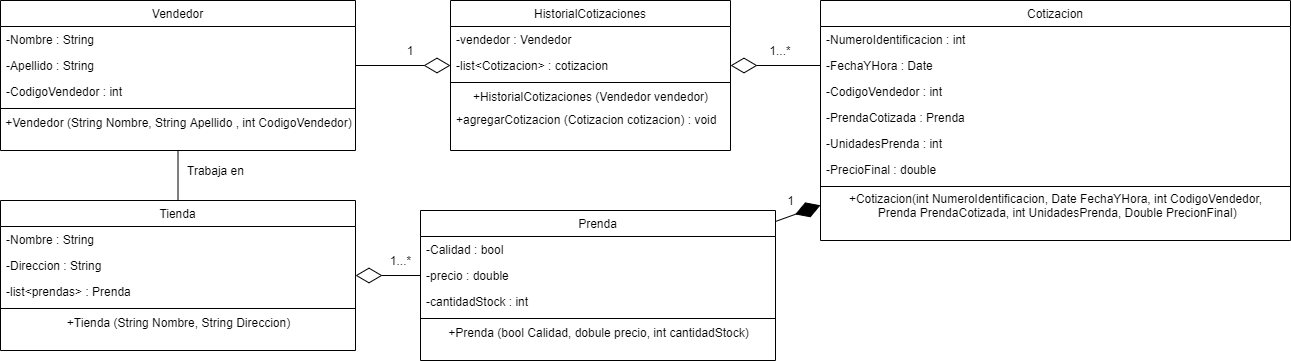 Vendedor
-Nombre : String
-Apellido : String
-CodigoVendedor : int
+Vendedor (String Nombre, String Apellido , int CodigoVendedor)
1
HistorialCotizaciones
-vendedor : Vendedor
-list<Cotizacion> : cotizacion
+HistorialCotizaciones (Vendedor vendedor)
+agregarCotizacion (Cotizacion cotizacion) : void
1...*
Cotizacion
-NumeroIdentificacion : int
-FechaYHora : Date
-CodigoVendedor : int
-PrendaCotizada : Prenda
-UnidadesPrenda : int
-PrecioFinal : double
+Cotizacion(int NumeroIdentificacion, Date FechaYHora, int CodigoVendedor,
Prenda PrendaCotizada, int UnidadesPrenda, Double PrecionFinal)
Trabaja en
Tienda
-Nombre : String
-Direccion : String
-list<prendas> : Prenda
+Tienda (String Nombre, String Direccion)
1...*
Prenda
-Calidad : bool
-precio : double
-cantidadStock : int
+Prenda (bool Calidad, dobule precio, int cantidadStock)
1